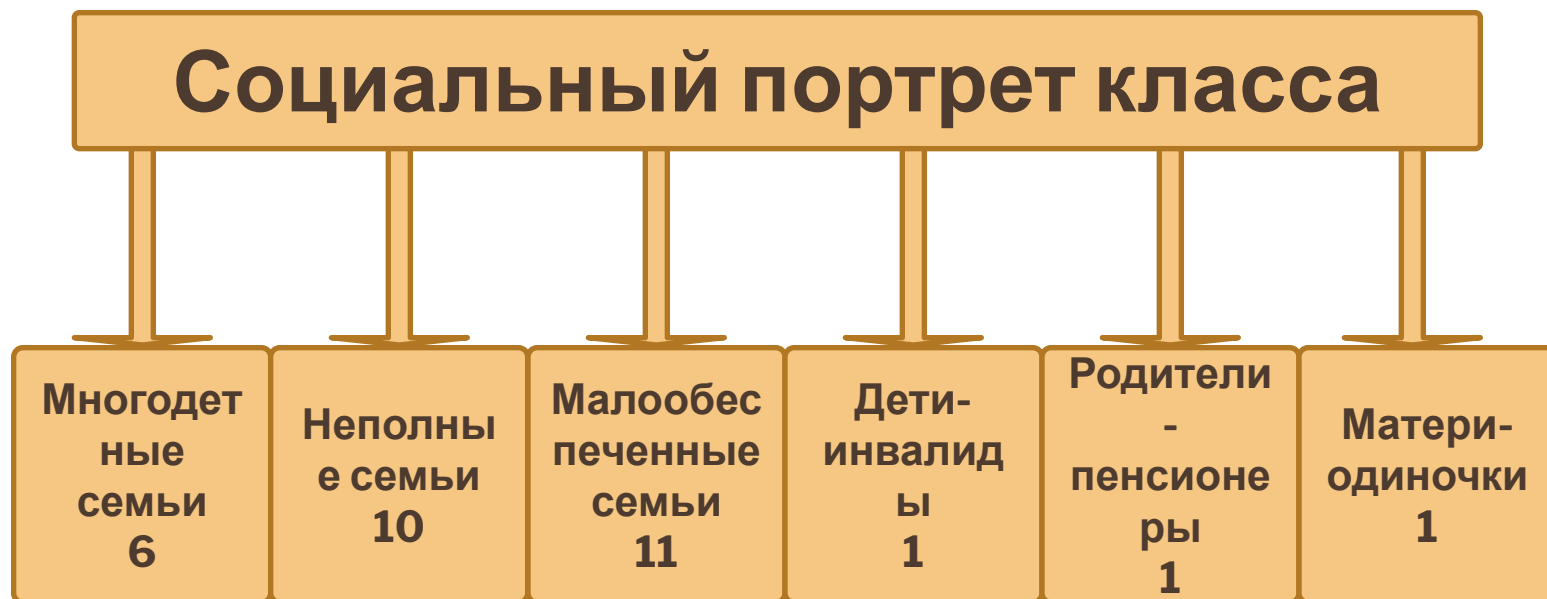 Социальный портрет класса
Многодет
ные
семьи
6
Неполны
е семьи
10
Малообес
печенные
семьи
11
Дети-
инвалид
ы
1
Родители
-
пенсионе
ры
1
Матери-
одиночки
1